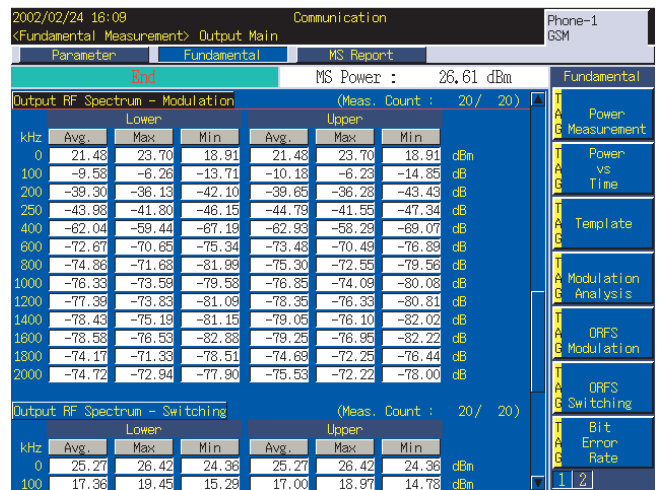 2002/02/24 16:09 Communication Phone-1
<Fundamental Measurement> Output Main GSM
Parameter Fundamental MS Report
End MS Power : 26.61 dBm Fundamental
Output RF Spectrum - Modulation (Meas. Count : 20/ 20)
Lower Upper
kHz Avg. Max Min Avg. Max Min
0 21.48 23.70 18.91 21.48 23.70 18.91 dBm
100 -9.58 -6.26 -13.71 -10.18 -6.23 -14.85 dB
200 -39.30 -36.13 -42.10 -39.65 -36.28 -43.43 dB
250 -43.98 -41.80 -46.15 -44.79 -41.55 -47.34 dB
400 -62.04 -59.44 -67.19 -62.93 -58.29 -69.07 dB
600 -72.67 -70.65 -75.34 -73.48 -70.49 -76.89 dB
800 -74.86 -71.68 -81.99 -75.30 -72.55 -79.56 dB
1000 -76.33 -73.59 -79.58 -76.85 -74.09 -80.08 dB
1200 -77.39 -73.83 -81.09 -78.35 -76.33 -80.81 dB
1400 -78.43 -75.19 -81.15 -79.05 -76.10 -82.02 dB
1600 -78.58 -76.53 -82.88 -79.25 -76.95 -82.22 dB
1800 -74.17 -71.33 -78.51 -74.69 -72.25 -76.44 dB
2000 -74.72 -72.94 -77.90 -75.53 -72.22 -78.00 dB
Output RF Spectrum - Switching (Meas. Count : 20/ 20)
Lower Upper
kHz Avg. Max Min Avg. Max Min
0 25.27 26.42 24.36 25.27 26.42 24.36 dBm
100 17.36 19.45 15.29 17.00 18.97 14.78 dBm
TAG Power
Measurement
TAG Power
VS
Time
TAG Template
TAG Modulation
Analysis
TAG ORFS
Modulation
TAG ORFS
Switching
TAG Bit
Error
Rate
1 2